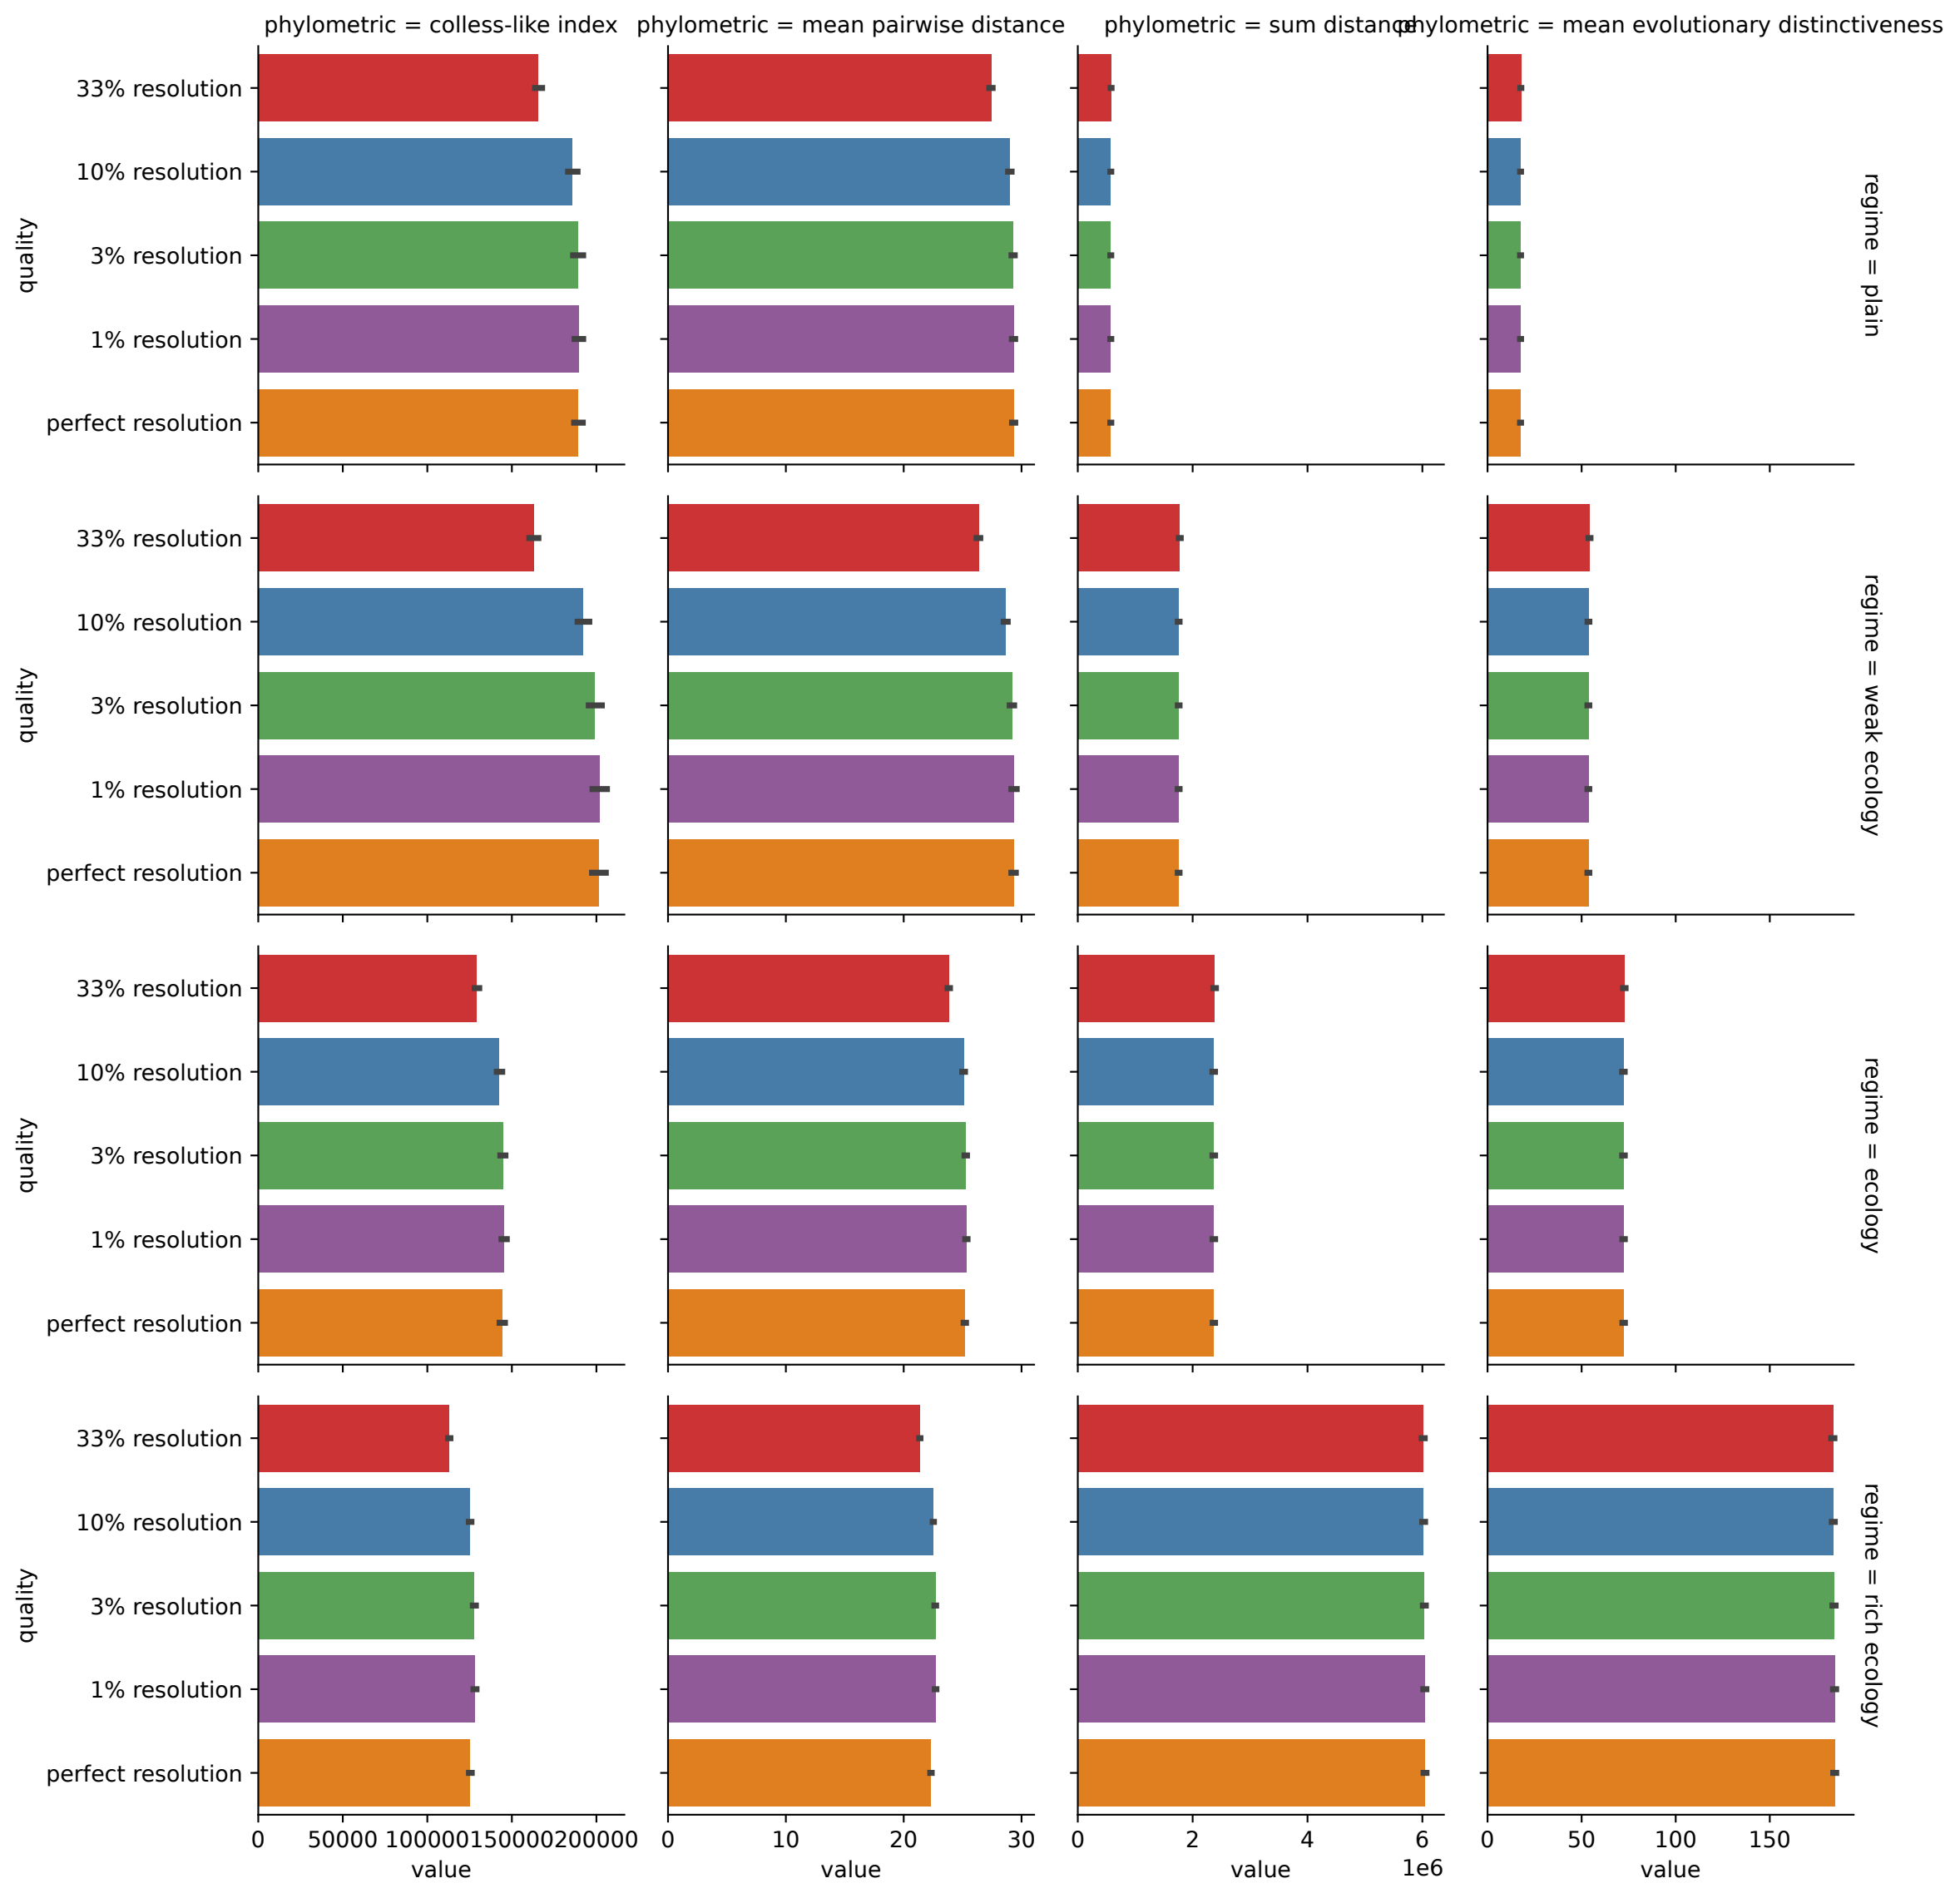 phylometric = colless-like index
phylometric = mean pairwise distance
phylometric = sum distance
phylometric = mean evolutionary distinctiveness
quality
33% resolution
10% resolution
3% resolution
1% resolution
perfect resolution
regime = plain
quality
33% resolution
10% resolution
3% resolution
1% resolution
perfect resolution
regime = weak ecology
quality
33% resolution
10% resolution
3% resolution
1% resolution
perfect resolution
regime = ecology
quality
33% resolution
10% resolution
3% resolution
1% resolution
perfect resolution
regime = rich ecology
0 50000 100000 150000 200000
value
0 10 20 30
value
0 2 4 6
1e6
value
0 50 100 150
value